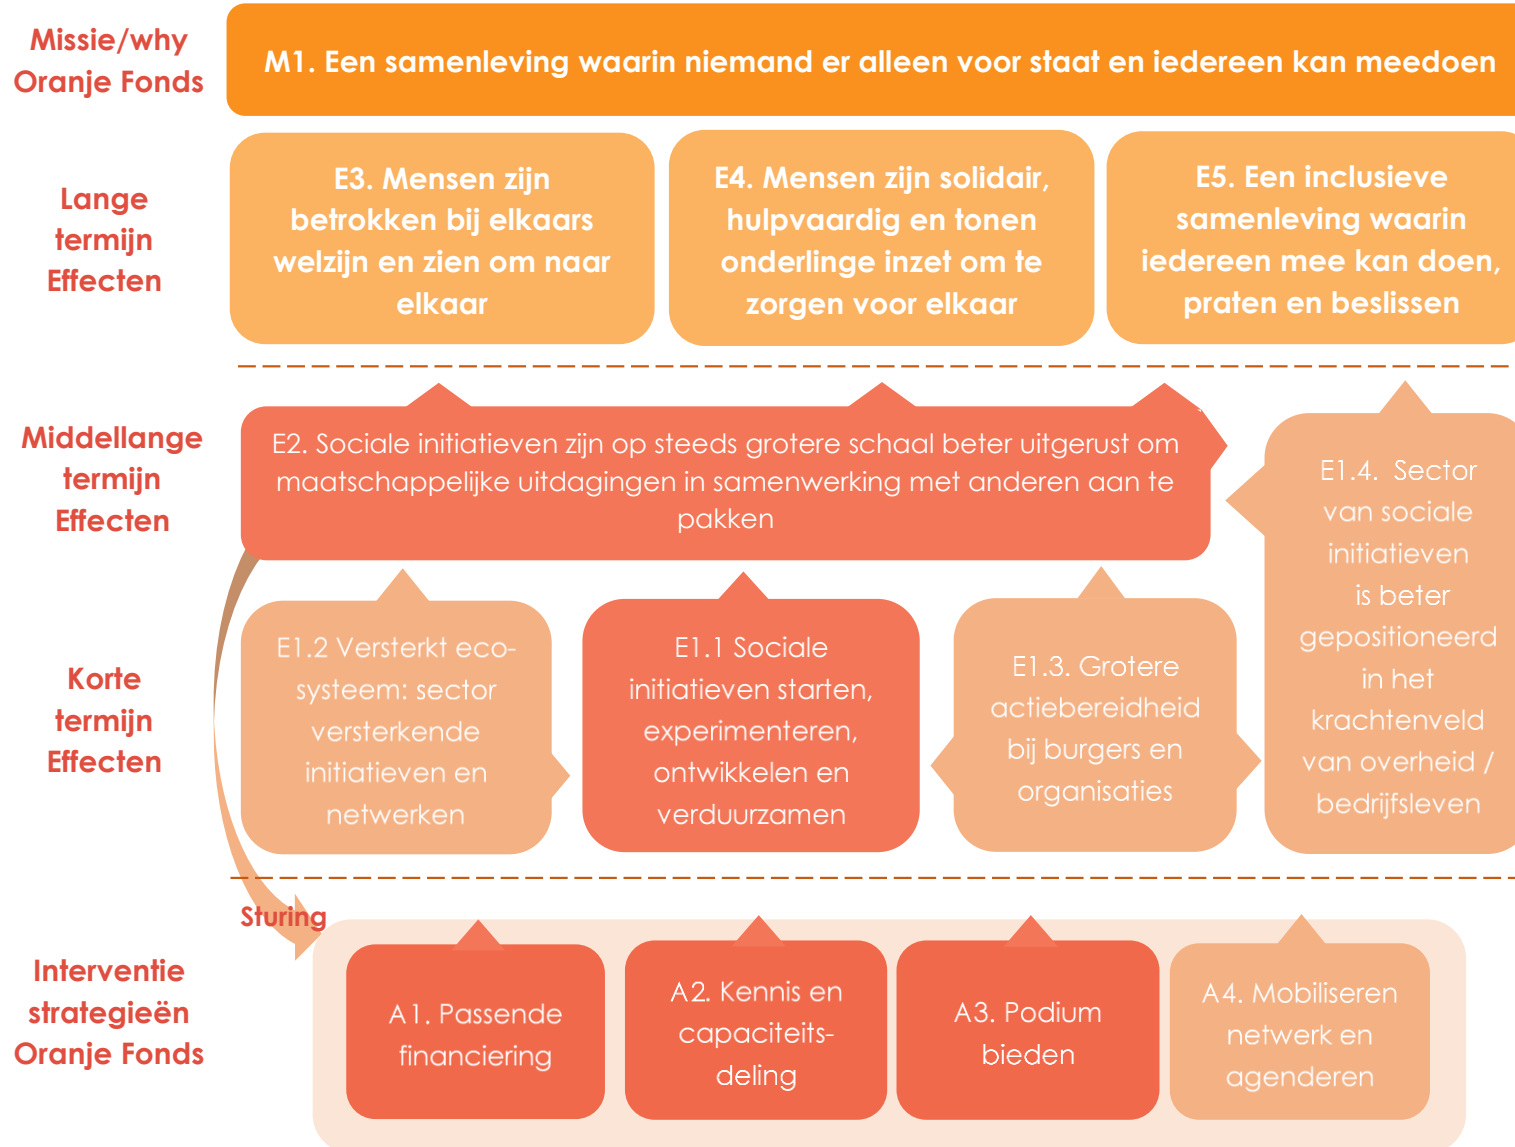 Missie/why
Oranje Fonds
M1. Een samenleving waarin niemand er alleen voor staat en iedereen kan meedoen
Lange
termijn
Effecten
E3. Mensen zijn
betrokken bij elkaars
welzijn en zien om naar
elkaar
E4. Mensen zijn solidair,
hulpvaardig en tonen
onderlinge inzet om te
zorgen voor elkaar
E5. Een inclusieve
samenleving waarin
iedereen mee kan doen,
praten en beslissen
Middellange
termijn
Effecten
E2. Sociale initiatieven zijn op steeds grotere schaal beter uitgerust om
maatschappelijke uitdagingen in samenwerking met anderen aan te
pakken
E1.4. Sector
van sociale
initiatieven
is beter
gepositioneerd
in het
krachtenveld
van overheid /
bedrijfsleven
Korte
termijn
Effecten
E1.2 Versterkt eco-
systeem: sector
versterkende
initiatieven en
netwerken
E1.1 Sociale
initiatieven starten,
experimenteren,
ontwikkelen en
verduurzamen
E1.3. Grotere
actiebereidheid
bij burgers en
organisaties
Sturing
Interventie
strategieën
Oranje Fonds
A1. Passende
financiering
A2. Kennis en
capaciteits-
deling
A3. Podium
bieden
A4. Mobiliseren
netwerk en
agenderen